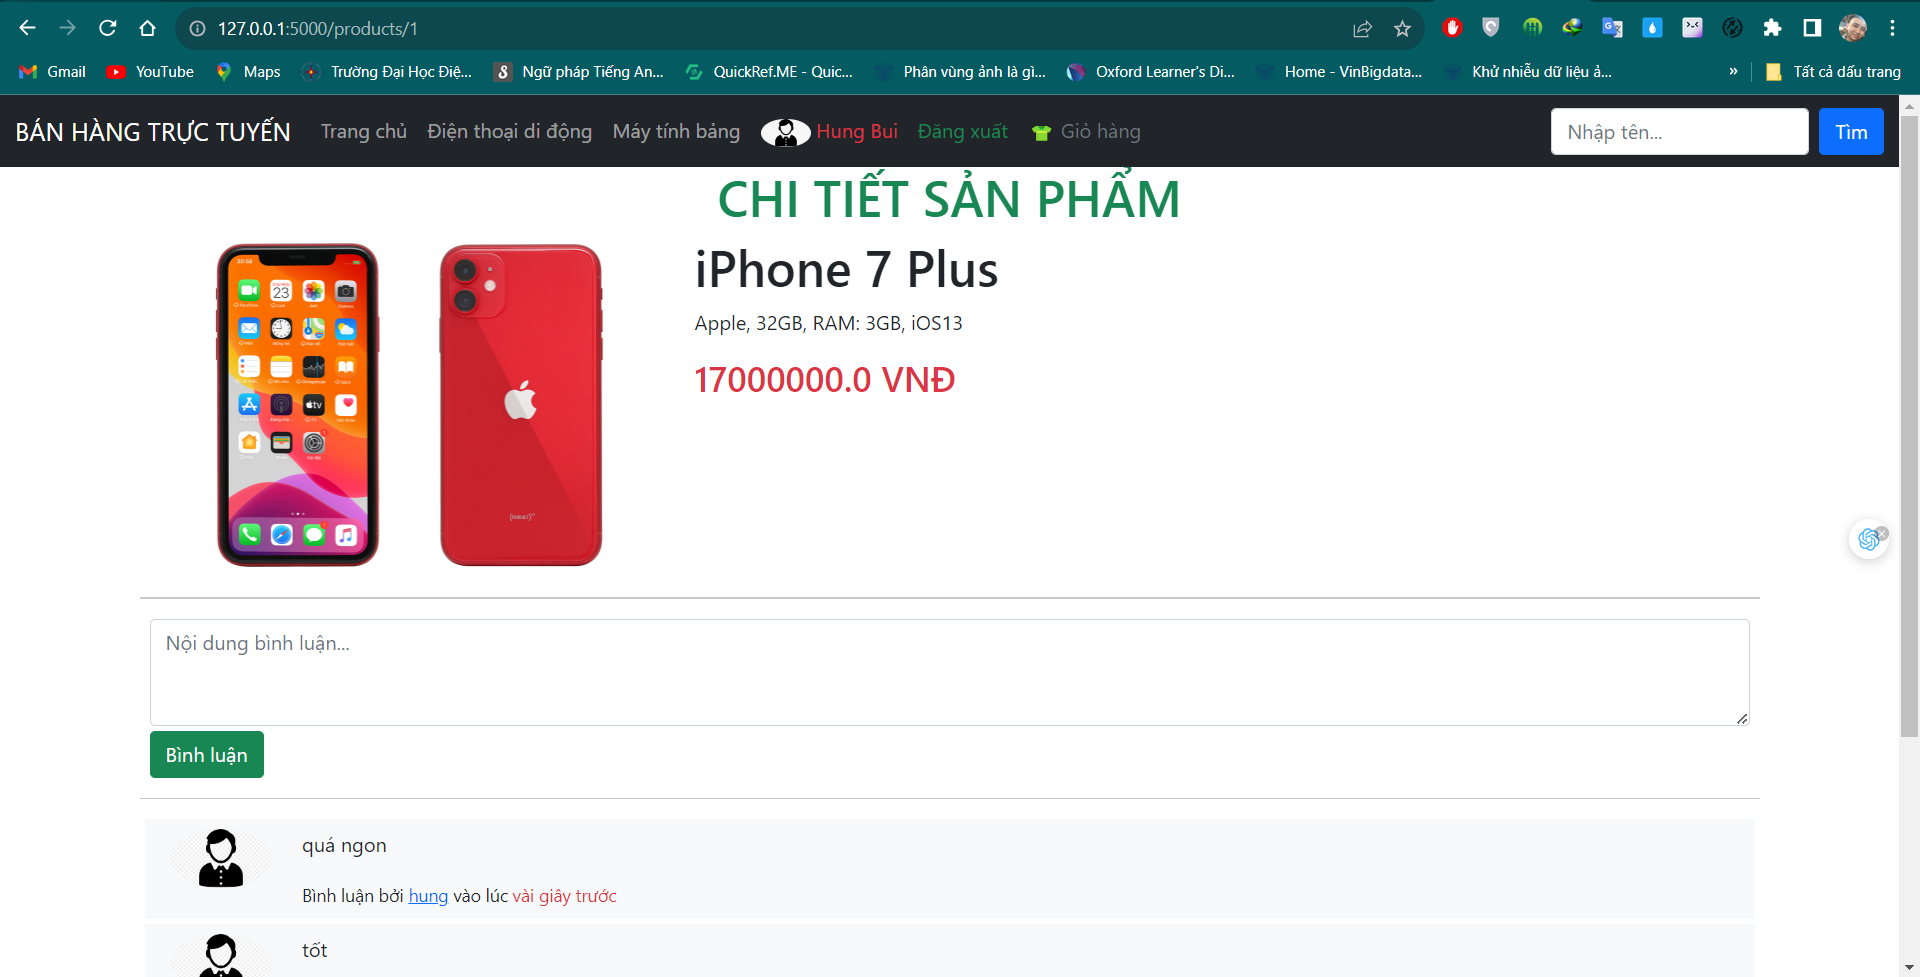 127.0.0.1:5000/products/1
Gmail YouTube Maps Trường Đại Học Điệ... Ngữ pháp Tiếng An... QuickRef.ME - Quic... Phân vùng ảnh là gì... Oxford Learner's Di... Home - VinBigdata... Khử nhiễu dữ liệu ả... » Tất cả dấu trang
BÁN HÀNG TRỰC TUYẾN Trang chủ Điện thoại di động Máy tính bảng Hung Bui Đăng xuất Giỏ hàng Nhập tên... Tìm
CHI TIẾT SẢN PHẨM
iPhone 7 Plus
Apple, 32GB, RAM: 3GB, iOS13
17000000.0 VNĐ
20:56
23
tv
Nội dung bình luận...
Bình luận
quá ngon
Bình luận bởi hung vào lúc vài giây trước
tốt